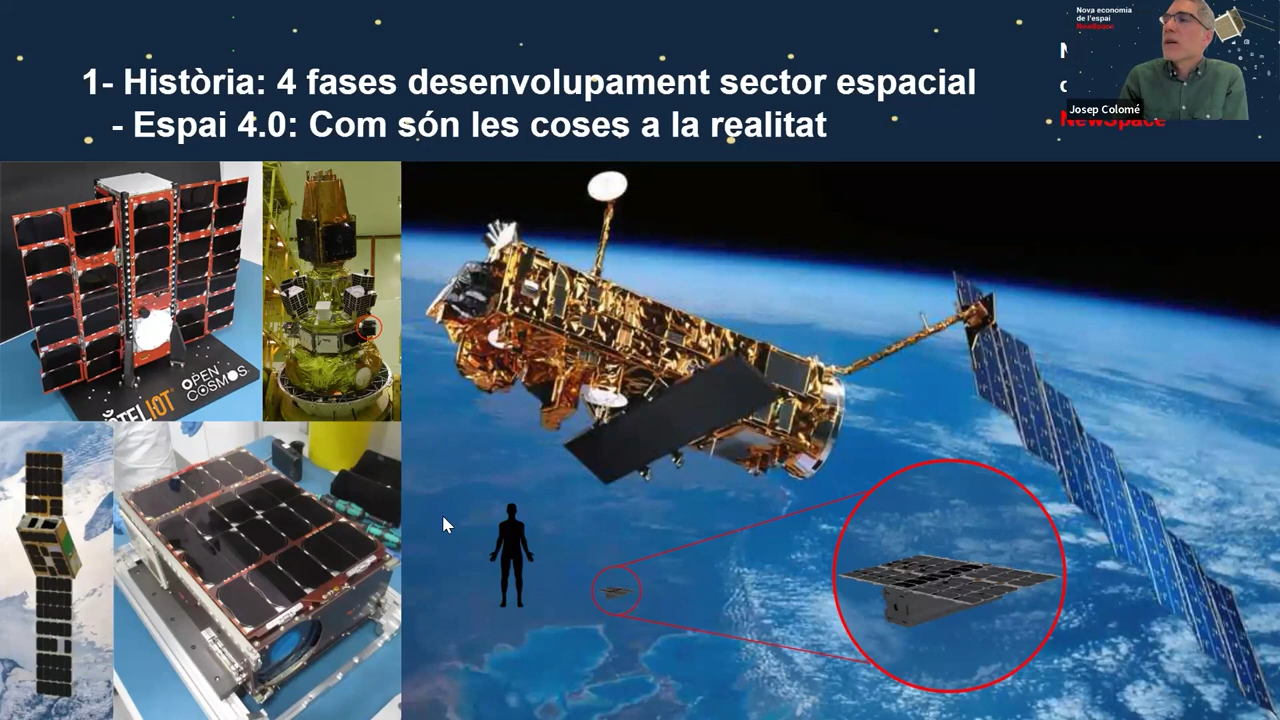 1- Història: 4 fases desenvolupament sector espacial
- Espai 4.0: Com són les coses a la realitat
Nova economia
de l'espai
NewSpace
Josep Colomé
NewSpace
OPEN
COSMOS